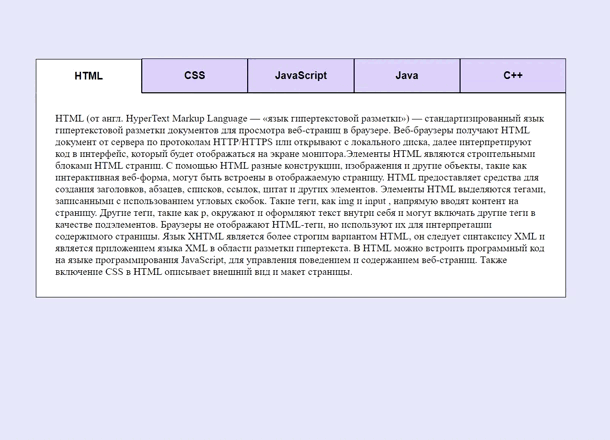 HTML CSS JavaScript Java C++
HTML (от англ. HyperText Markup Language — «язык гипертекстовой разметки») — стандартизированный язык
гипертекстовой разметки документов для просмотра веб-страниц в браузере. Веб-браузеры получают HTML
документ от сервера по протоколам HTTP/HTTPS или открывают с локального диска, далее интерпретируют
код в интерфейс, который будет отображаться на экране монитора.Элементы HTML являются строительными
блоками HTML страниц. С помощью HTML разные конструкции, изображения и другие объекты, такие как
интерактивная веб-форма, могут быть встроены в отображаемую страницу. HTML предоставляет средства для
создания заголовков, абзацев, списков, ссылок, цитат и других элементов. Элементы HTML выделяются тегами,
записанными с использованием угловых скобок. Такие теги, как img и input , напрямую вводят контент на
страницу. Другие теги, такие как p, окружают и оформляют текст внутри себя и могут включать другие теги в
качестве подэлементов. Браузеры не отображают HTML-теги, но используют их для интерпретации
содержимого страницы. Язык XHTML является более строгим вариантом HTML, он следует синтаксису XML и
является приложением языка XML в области разметки гипертекста. В HTML можно встроить программный код
на языке программирования JavaScript, для управления поведением и содержанием веб-страниц. Также
включение CSS в HTML описывает внешний вид и макет страницы.